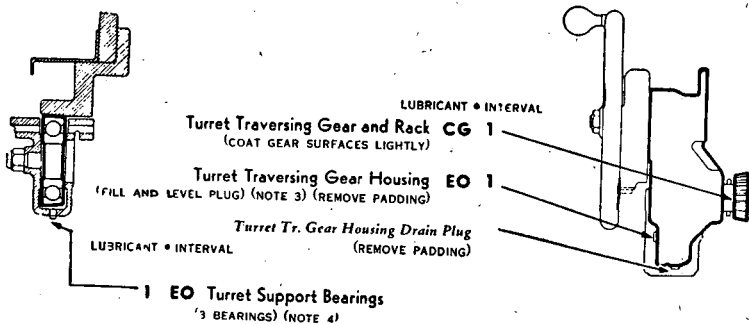 LUBRICANT • INTERVAL
Turret Traversing Gear and Rack CG 1
(COAT GEAR SURFACES LIGHTLY)
Turret Traversing Gear Housing EO 1
(FILL AND LEVEL PLUG) (NOTE 3) (REMOVE PADDING)
Turret Tr. Gear Housing Drain Plug
(REMOVE PADDING)
LUBRICANT • INTERVAL
1 EO Turret Support Bearings
(3 BEARINGS) (NOTE 4)